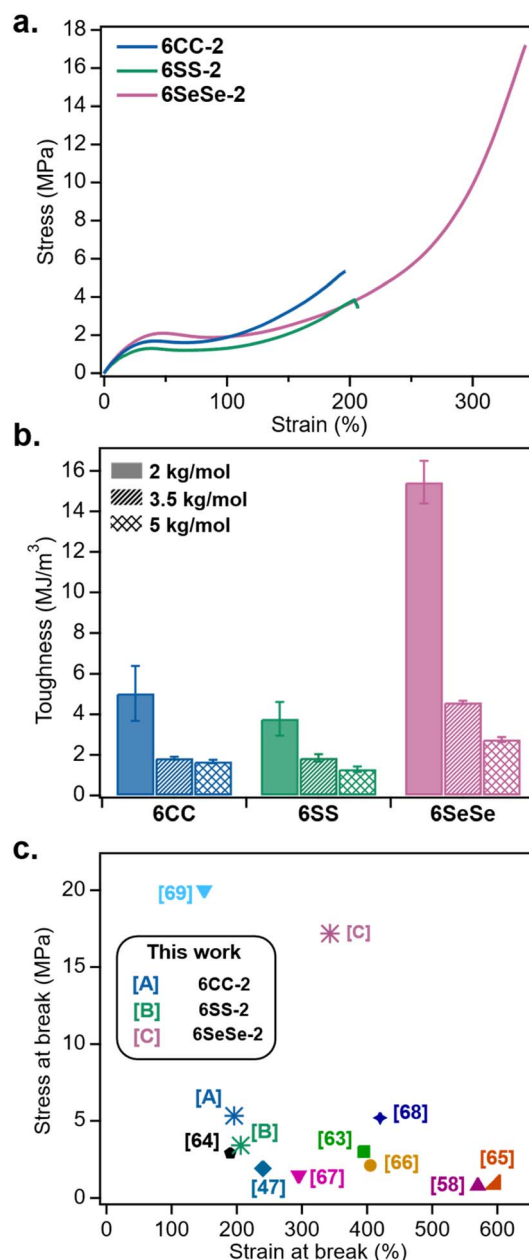 a.
18
16
14
12
10
8
6
4
2
0
Stress (MPa)
6CC-2
6SS-2
6SeSe-2
0 100 200 300
Strain (%)
b.
16
14
12
10
8
6
4
2
0
Toughness (MJ/m³)
2 kg/mol
3.5 kg/mol
5 kg/mol
6CC 6SS 6SeSe
c.
20
15
10
5
0
Stress at break (MPa)
[69]
[C]
This work
[A] 6CC-2
[B] 6SS-2
[C] 6SeSe-2
[A]
[68]
[64] [B] [63]
[66] [65]
[47] [67] [58]
0 100 200 300 400 500 600
Strain at break (%)